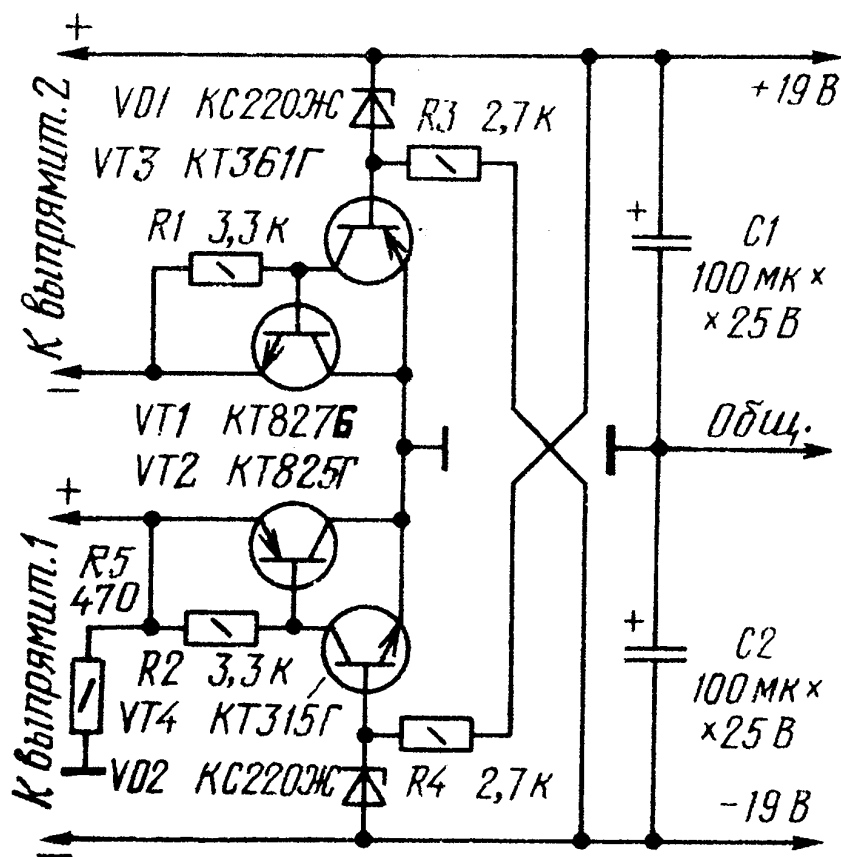 +
К выпрямит. 2
VD1 КС220Ж
R3 2,7 к
+19 В
VT3 КТ361Г
R1 3,3 к
+
C1
100 мк ×
× 25 В
−
VT1 КТ827Б
Общ.
VT2 КТ825Г
+
К выпрямит. 1
R5
470
R2 3,3 к
+
C2
100 мк ×
×25 В
VT4 КТ315Г
VD2 КС220Ж
R4 2,7 к
−19 В
−